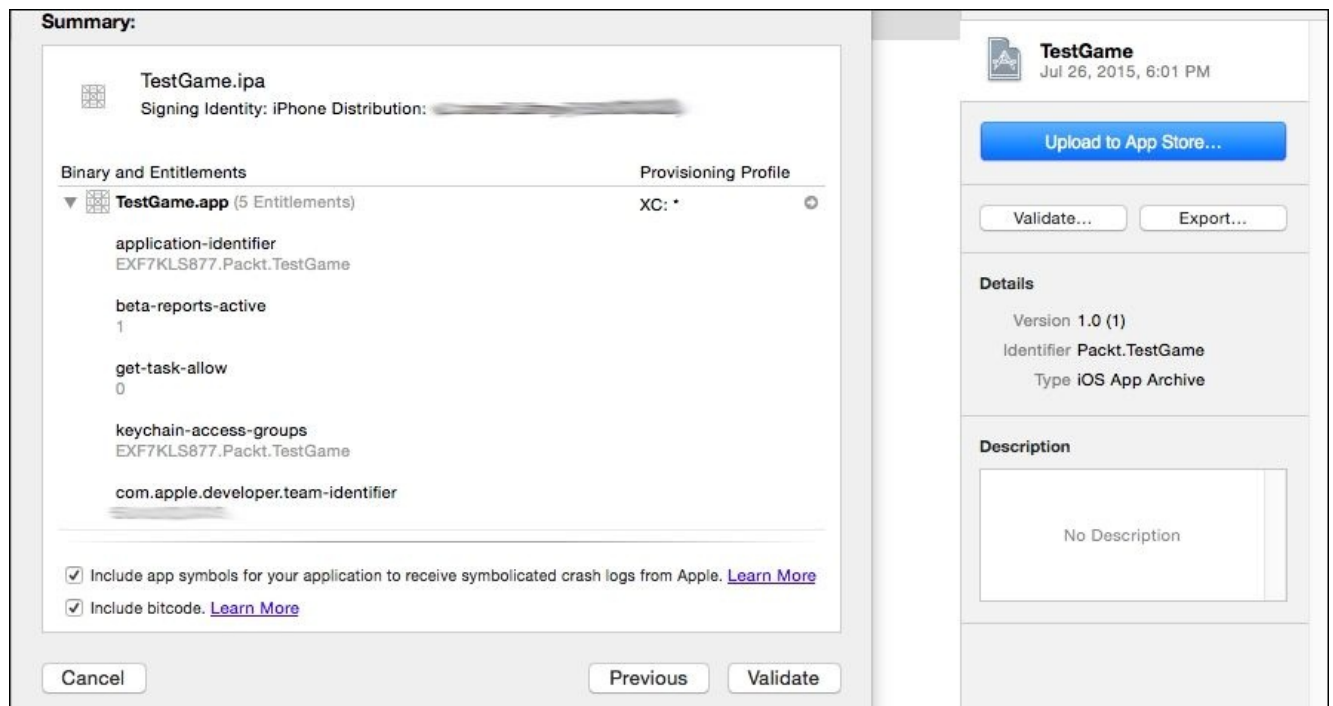 Summary:
TestGame.ipa
Signing Identity: iPhone Distribution:
Binary and Entitlements
Provisioning Profile
TestGame.app (5 Entitlements)
XC: *
application-identifier
EXF7KLS877.Packt.TestGame
beta-reports-active
1
get-task-allow
0
keychain-access-groups
EXF7KLS877.Packt.TestGame
com.apple.developer.team-identifier
Include app symbols for your application to receive symbolicated crash logs from Apple. Learn More
Include bitcode. Learn More
Cancel
Previous
Validate
TestGame
Jul 26, 2015, 6:01 PM
Upload to App Store...
Validate...
Export...
Details
Version 1.0 (1)
Identifier Packt.TestGame
Type iOS App Archive
Description
No Description